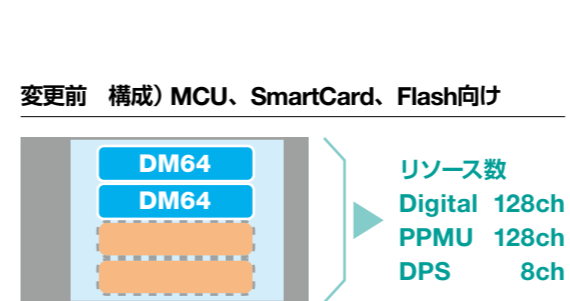 変更前　構成）MCU、SmartCard、Flash向け
DM64
DM64
リソース数
Digital 128ch
PPMU 128ch
DPS 8ch